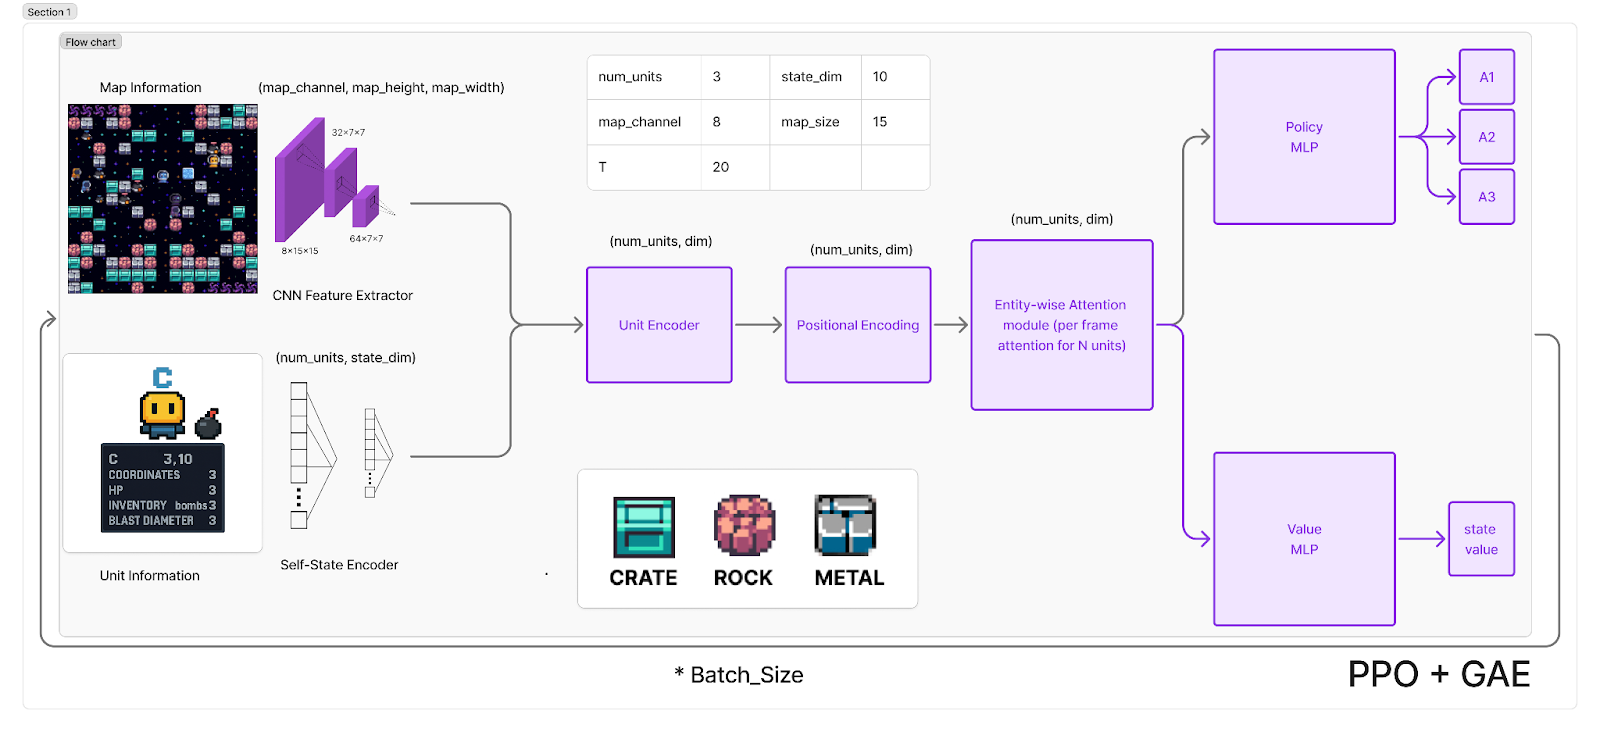 Section 1
Flow chart
Map Information
(map_channel, map_height, map_width)
32×7×7
64×7×7
8×15×15
CNN Feature Extractor
num_units 3 state_dim 10
map_channel 8 map_size 15
T 20
(num_units, state_dim)
C
C 3,10
COORDINATES 3
HP 3
INVENTORY bombs 3
BLAST DIAMETER 3
Unit Information
Self-State Encoder
(num_units, dim)
Unit Encoder
(num_units, dim)
Positional Encoding
(num_units, dim)
Entity-wise Attention
module (per frame
attention for N units)
Policy
MLP
A1
A2
A3
Value
MLP
state
value
CRATE ROCK METAL
* Batch_Size
PPO + GAE